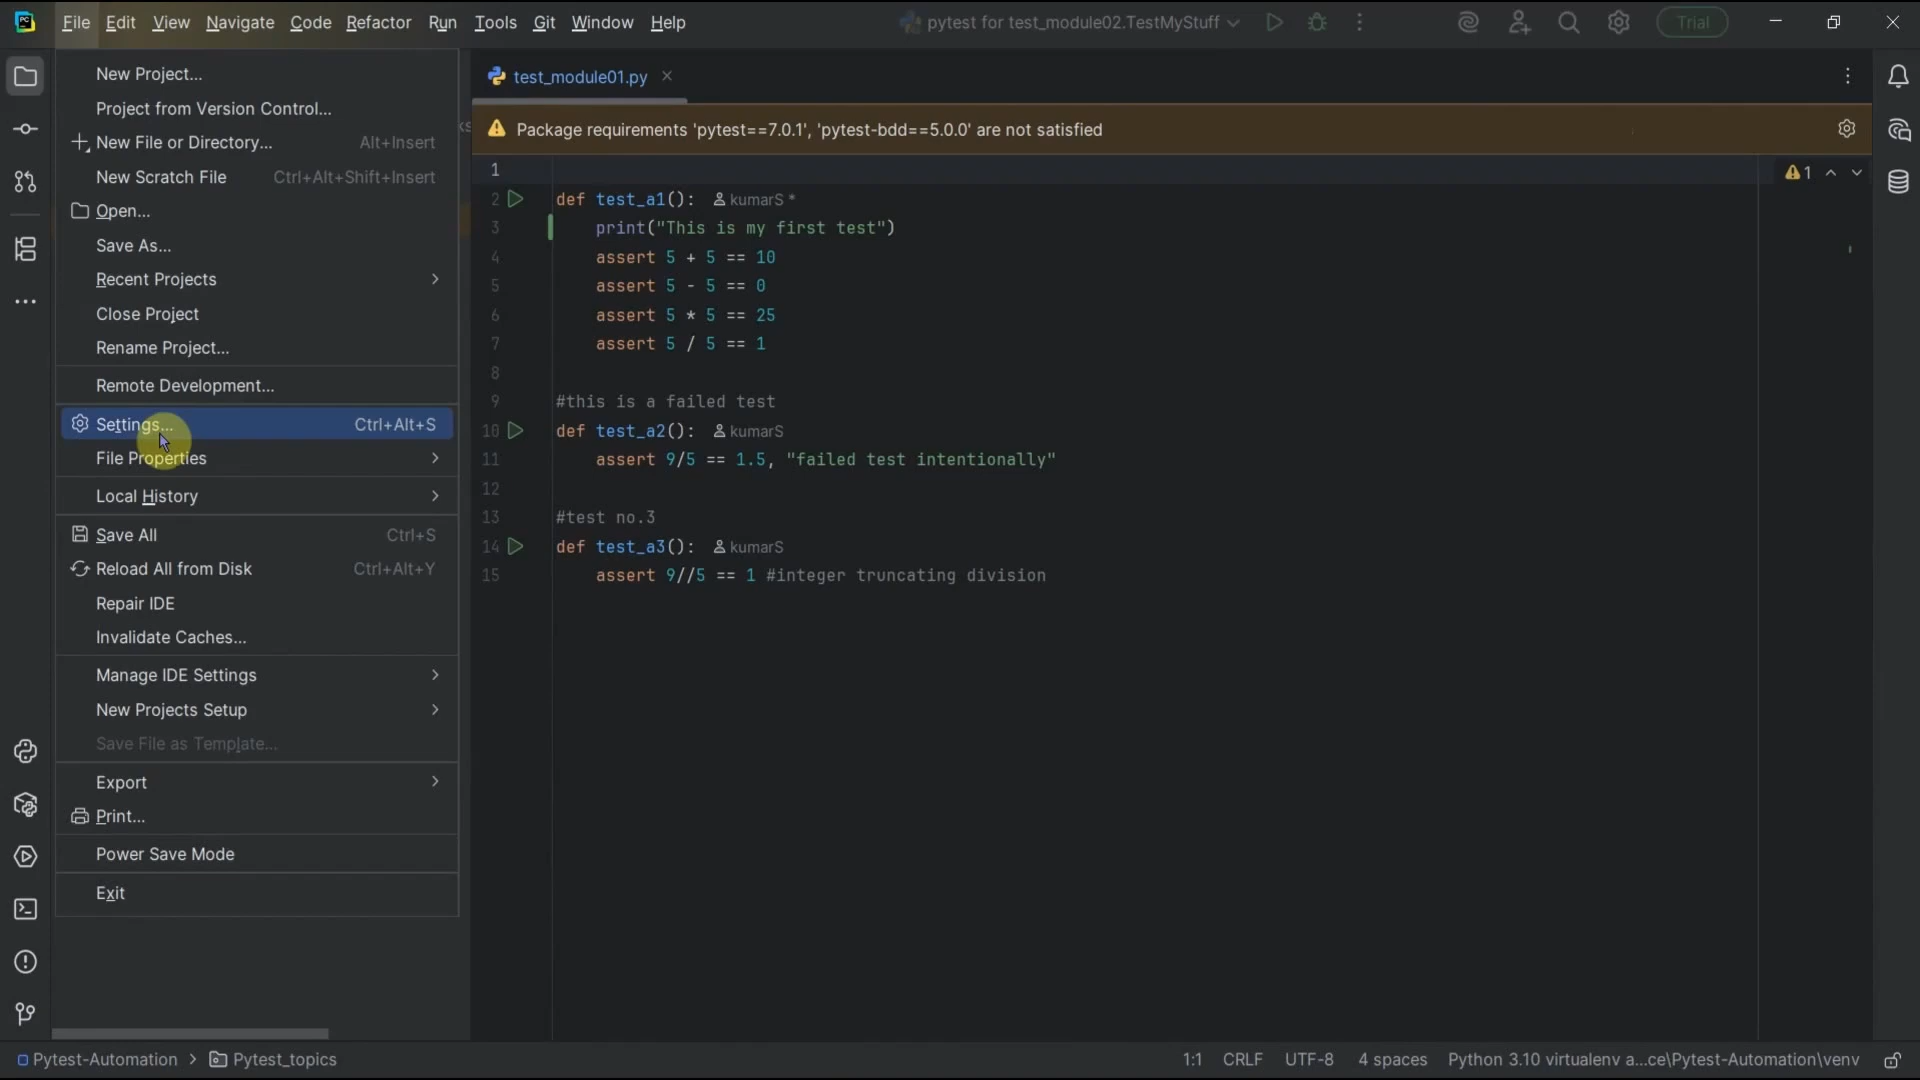 File Edit View Navigate Code Refactor Run Tools Git Window Help
pytest for test_module02.TestMyStuff
Trial
New Project...
Project from Version Control...
New File or Directory... Alt+Insert
New Scratch File Ctrl+Alt+Shift+Insert
Open...
Save As...
Recent Projects
Close Project
Rename Project...
Remote Development...
Settings... Ctrl+Alt+S
File Properties
Local History
Save All Ctrl+S
Reload All from Disk Ctrl+Alt+Y
Repair IDE
Invalidate Caches...
Manage IDE Settings
New Projects Setup
Save File as Template...
Export
Print...
Power Save Mode
Exit
test_module01.py
Package requirements 'pytest==7.0.1', 'pytest-bdd==5.0.0' are not satisfied
1
1
2 def test_a1(): kumarS *
3 print("This is my first test")
4 assert 5 + 5 == 10
5 assert 5 - 5 == 0
6 assert 5 * 5 == 25
7 assert 5 / 5 == 1
8
9 #this is a failed test
10 def test_a2(): kumarS
11 assert 9/5 == 1.5, "failed test intentionally"
12
13 #test no.3
14 def test_a3(): kumarS
15 assert 9//5 == 1 #integer truncating division
Pytest-Automation > Pytest_topics
1:1 CRLF UTF-8 4 spaces Python 3.10 virtualenv a...ce\Pytest-Automation\venv